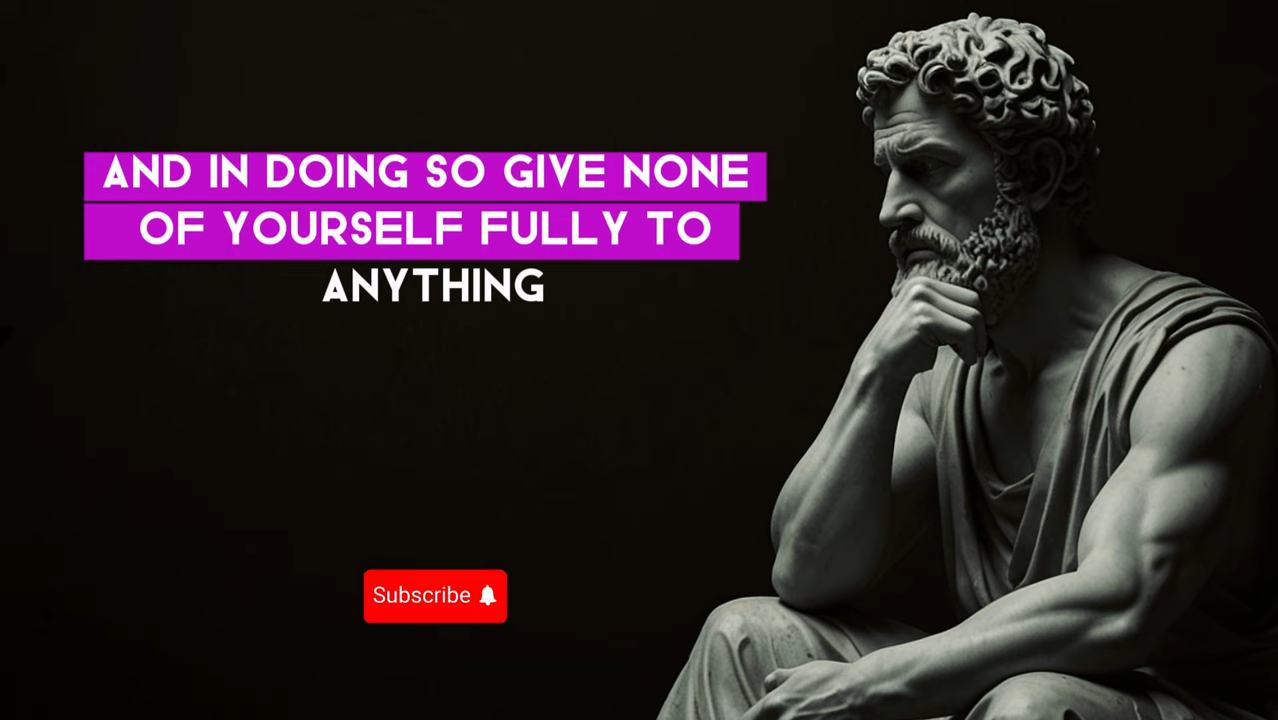 AND IN DOING SO GIVE NONE
OF YOURSELF FULLY TO
ANYTHING
Subscribe